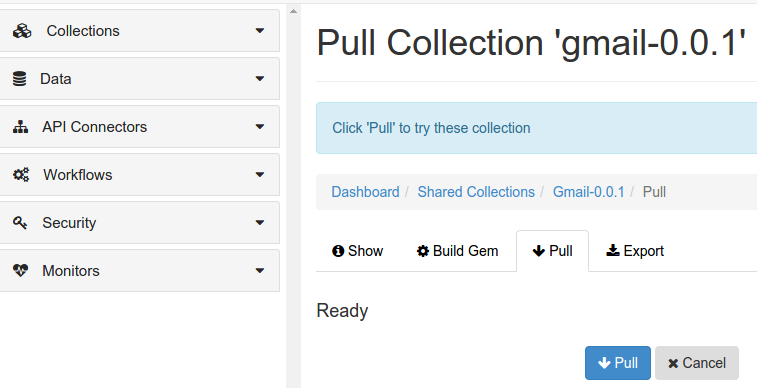 Collections
Data
API Connectors
Workflows
Security
Monitors
Pull Collection 'gmail-0.0.1'
Click 'Pull' to try these collection
Dashboard / Shared Collections / Gmail-0.0.1 / Pull
Show Build Gem Pull Export
Ready
Pull Cancel